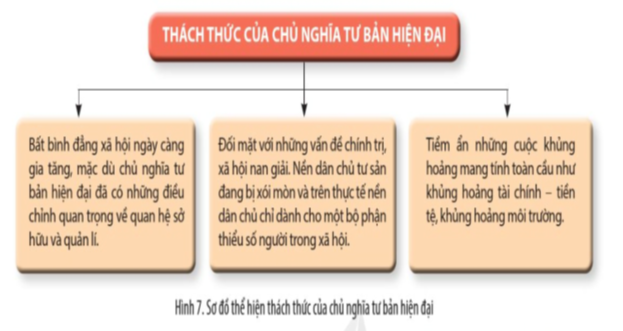 THÁCH THỨC CỦA CHỦ NGHĨA TƯ BẢN HIỆN ĐẠI
Bất bình đẳng xã hội ngày càng
gia tăng, mặc dù chủ nghĩa tư
bản hiện đại đã có những điều
chỉnh quan trọng về quan hệ sở
hữu và quản lí.
Đối mặt với những vấn đề chính trị,
xã hội nan giải. Nền dân chủ tư sản
đang bị xói mòn và trên thực tế nền
dân chủ chỉ dành cho một bộ phận
thiểu số người trong xã hội.
Tiềm ẩn những cuộc khủng
hoảng mang tính toàn cầu như
khủng hoảng tài chính – tiền
tệ, khủng hoảng môi trường.
Hình 7. Sơ đồ thể hiện thách thức của chủ nghĩa tư bản hiện đại